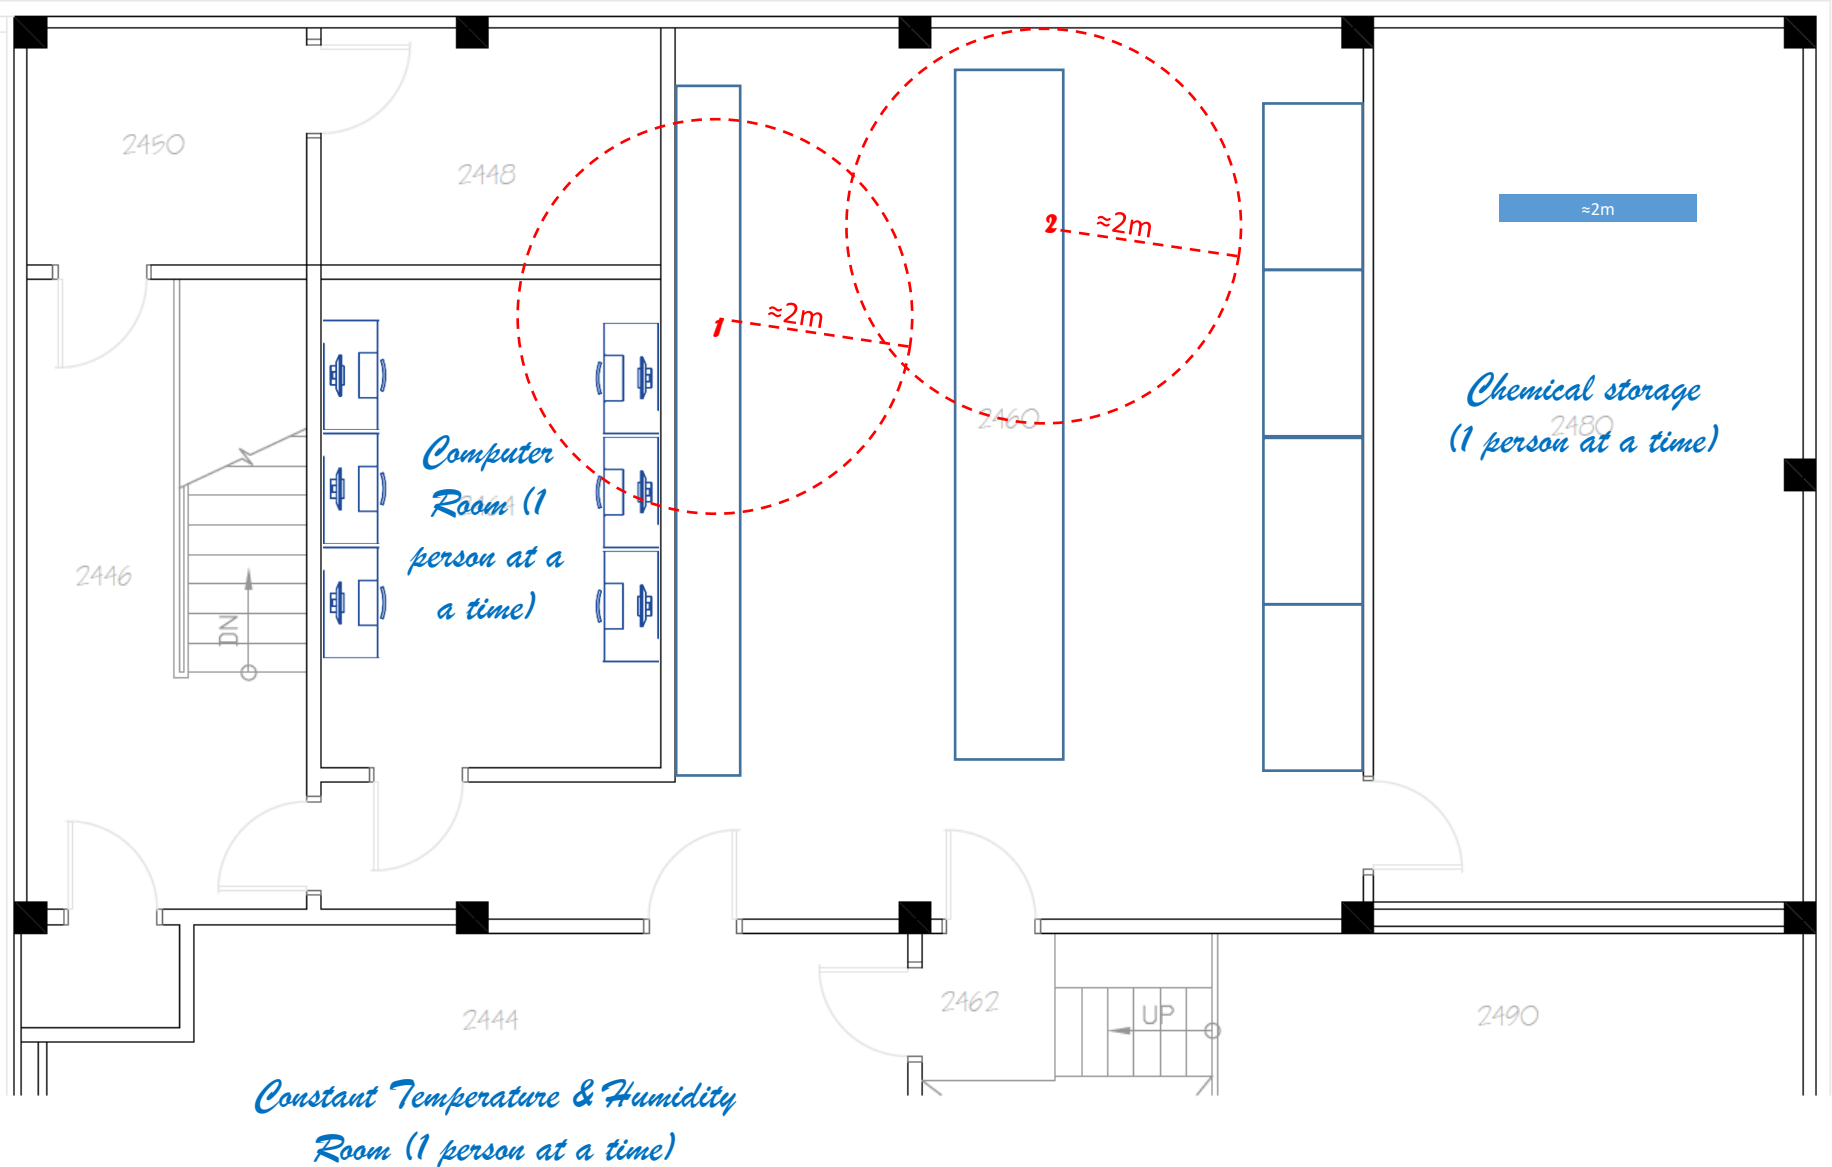 2450
2448
≈2m
2
≈2m
1
≈2m
2460
Chemical storage
2480
(1 person at a time)
Computer
Room (1
person at a
a time)
2446
DN
2462
UP
2444
2490
Constant Temperature & Humidity
Room (1 person at a time)